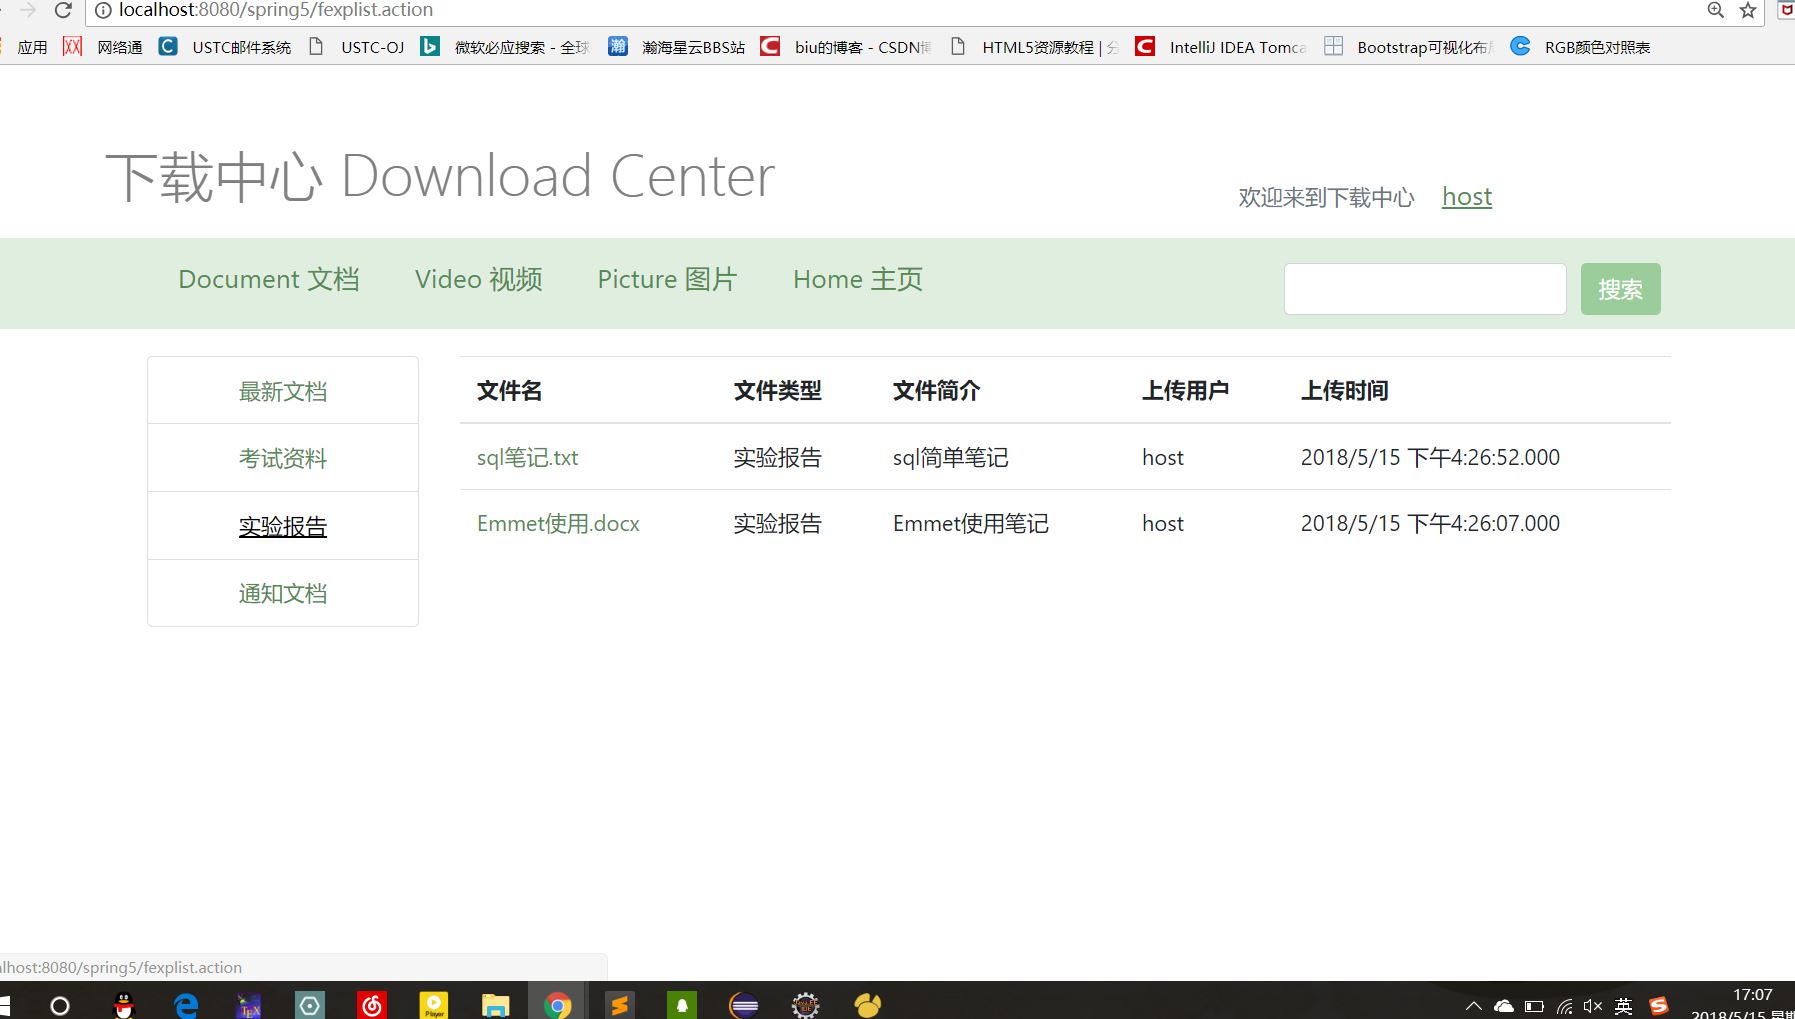 localhost:8080/spring5/fexplist.action
应用 网络通 USTC邮件系统 USTC-OJ 微软必应搜索 - 全球 瀚海星云BBS站 biu的博客 - CSDN博 HTML5资源教程 | 分 IntelliJ IDEA Tomca Bootstrap可视化布局 RGB颜色对照表
下载中心 Download Center
欢迎来到下载中心 host
Document 文档 Video 视频 Picture 图片 Home 主页 搜索
最新文档
考试资料
实验报告
通知文档
文件名 文件类型 文件简介 上传用户 上传时间
sql笔记.txt 实验报告 sql简单笔记 host 2018/5/15 下午4:26:52.000
Emmet使用.docx 实验报告 Emmet使用笔记 host 2018/5/15 下午4:26:07.000
lhost:8080/spring5/fexplist.action
英
17:07
2018/5/15